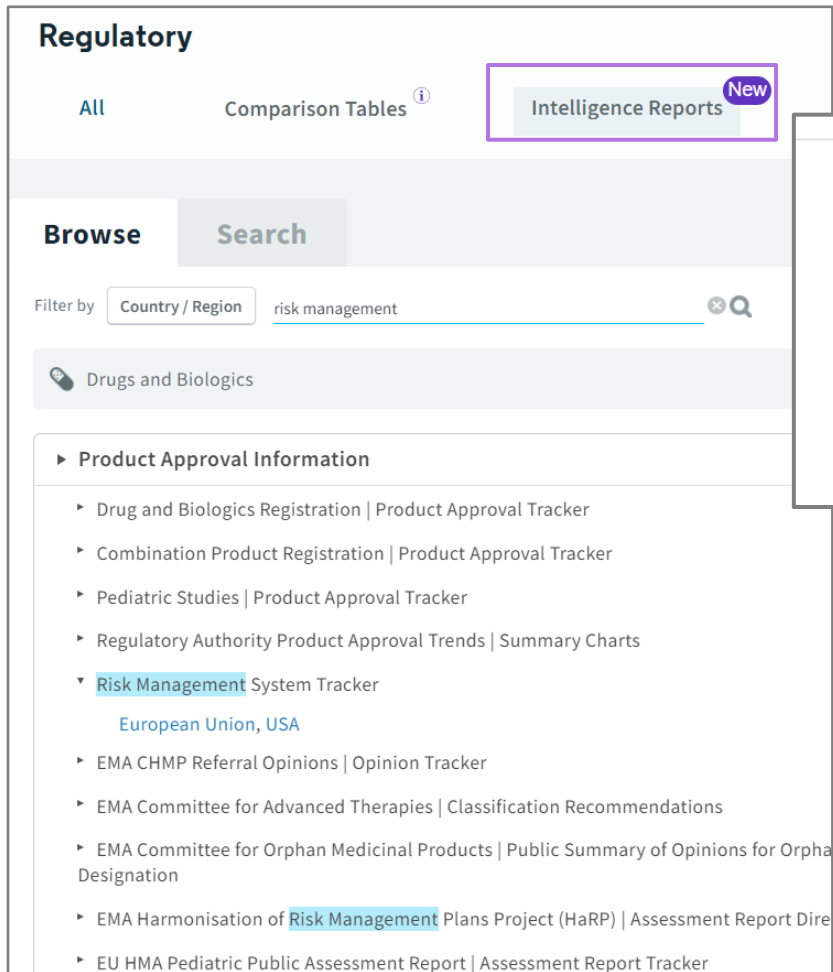 Regulatory
All
Comparison Tables i
Intelligence Reports
New
Browse
Search
Filter by
Country / Region
risk management
Drugs and Biologics
Product Approval Information
Drug and Biologics Registration | Product Approval Tracker
Combination Product Registration | Product Approval Tracker
Pediatric Studies | Product Approval Tracker
Regulatory Authority Product Approval Trends | Summary Charts
Risk Management System Tracker
European Union, USA
EMA CHMP Referral Opinions | Opinion Tracker
EMA Committee for Advanced Therapies | Classification Recommendations
EMA Committee for Orphan Medicinal Products | Public Summary of Opinions for Orpha
Designation
EMA Harmonisation of Risk Management Plans Project (HaRP) | Assessment Report Dire
EU HMA Pediatric Public Assessment Report | Assessment Report Tracker